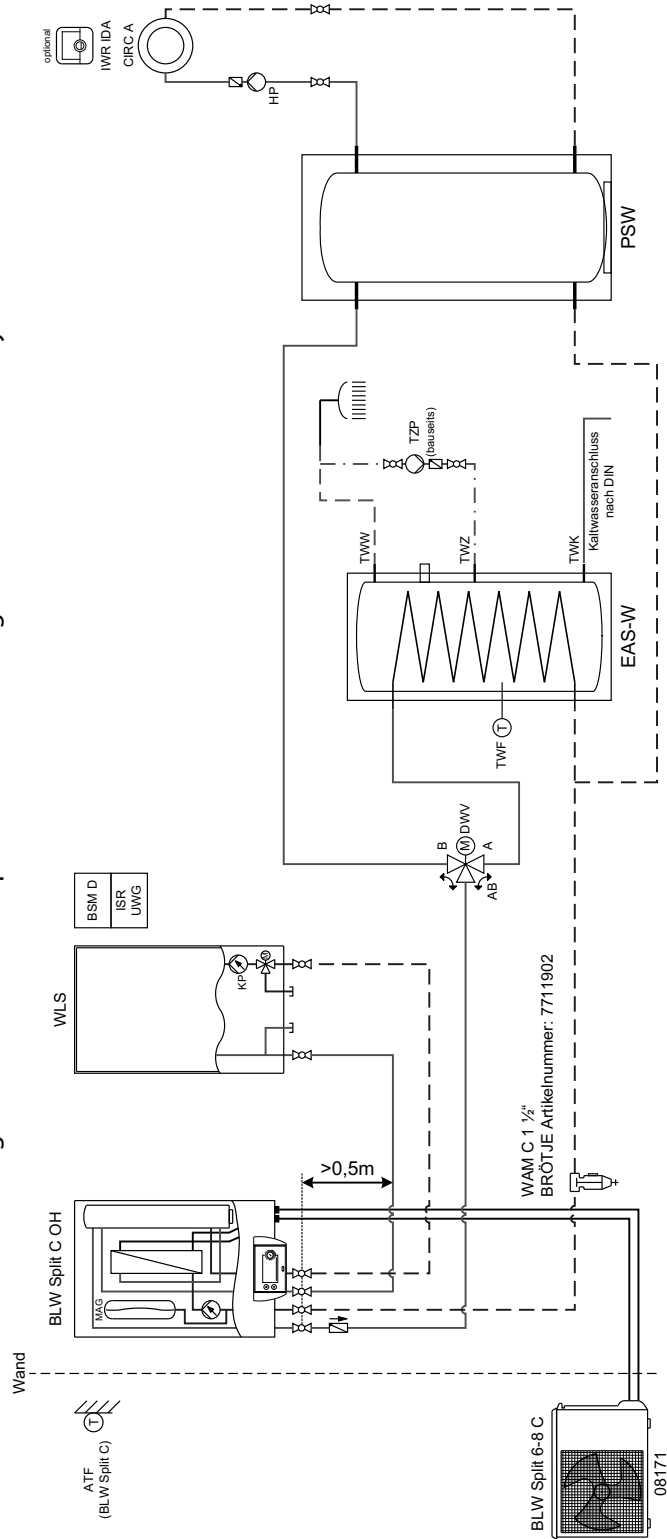 Wand
ATF
(BLW Split C)
T
BLW Split 6-8 C
08171
BLW Split C OH
MAG
>0,5m
WLS
KP
M
BSM D
ISR
UWG
WAM C 1 ½“
BRÖTJE Artikelnummer: 7711902
B
M
DWV
A
AB
TWF
T
EAS-W
TWW
TWZ
TWK
TZP
(bauseits)
Kaltwasseranschluss
nach DIN
PSW
HP
optional
IWR IDA
CIRC A